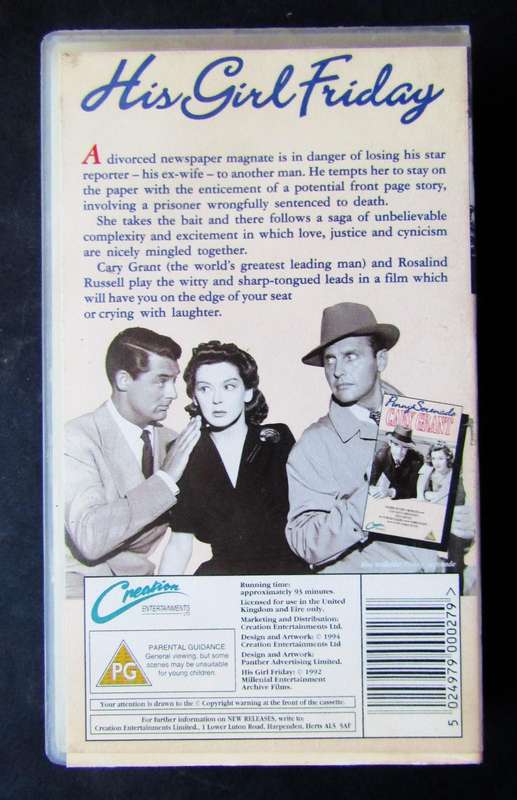 His Girl Friday
A divorced newspaper magnate is in danger of losing his star
reporter – his ex-wife – to another man. He tempts her to stay on
the paper with the enticement of a potential front page story,
involving a prisoner wrongfully sentenced to death.
She takes the bait and there follows a saga of unbelievable
complexity and excitement in which love, justice and cynicism
are nicely mingled together.
Cary Grant (the world's greatest leading man) and Rosalind
Russell play the witty and sharp-tongued leads in a film which
will have you on the edge of your seat
or crying with laughter.
Penny Serenade
CARY GRANT
Creation
Creation
ENTERTAINMENTS
LTD
PG
PARENTAL GUIDANCE
General viewing, but some
scenes may be unsuitable
for young children.
Running time:
approximately 93 minutes.
Licensed for use in the United
Kingdom and Eire only.
Marketing and Distribution:
Creation Entertainments Ltd.
Design and Artwork: © 1994
Creation Entertainments Ltd
Design and Artwork:
Panther Advertising Limited.
His Girl Friday: © 1992
Millenial Entertainment
Archive Films.
Your attention is drawn to the © Copyright warning at the front of the cassette.
For further information on NEW RELEASES, write to:
Creation Entertainments Limited., 1 Lower Luton Road, Harpenden, Herts AL5 5AF
5 024979 000279 >